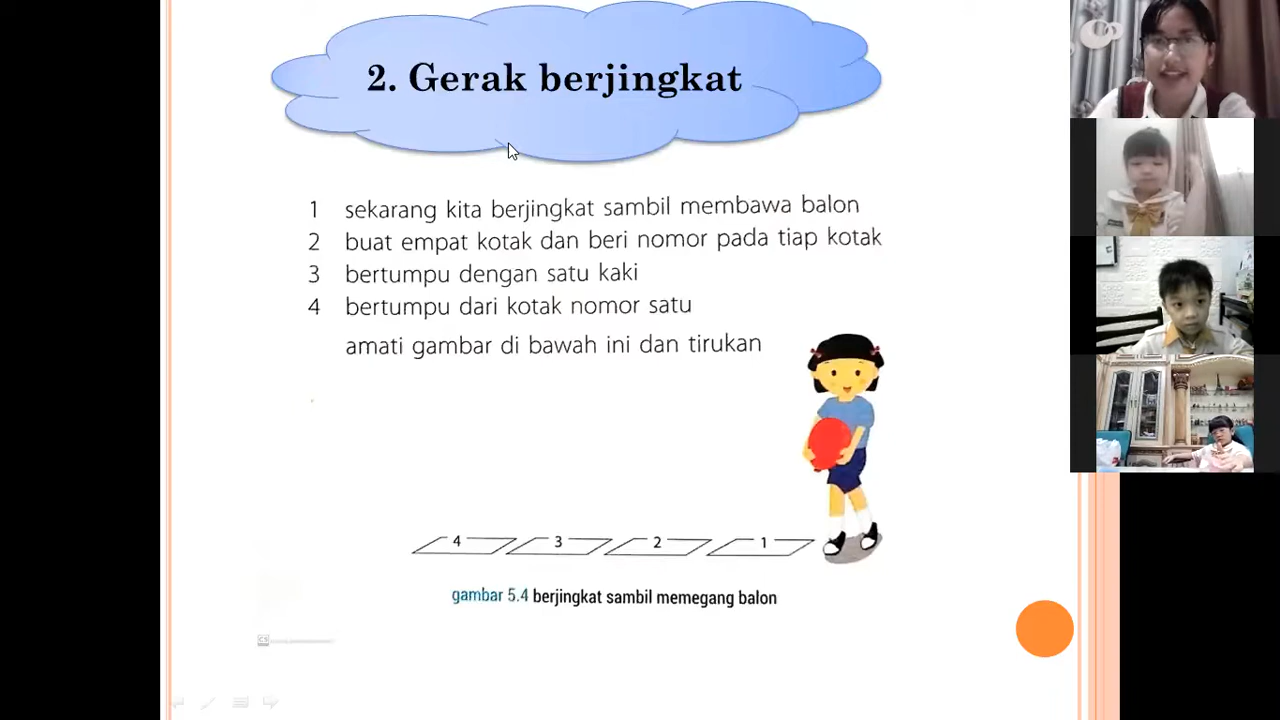 2. Gerak berjingkat
1 sekarang kita berjingkat sambil membawa balon
2 buat empat kotak dan beri nomor pada tiap kotak
3 bertumpu dengan satu kaki
4 bertumpu dari kotak nomor satu
amati gambar di bawah ini dan tirukan
4 3 2 1
gambar 5.4 berjingkat sambil memegang balon